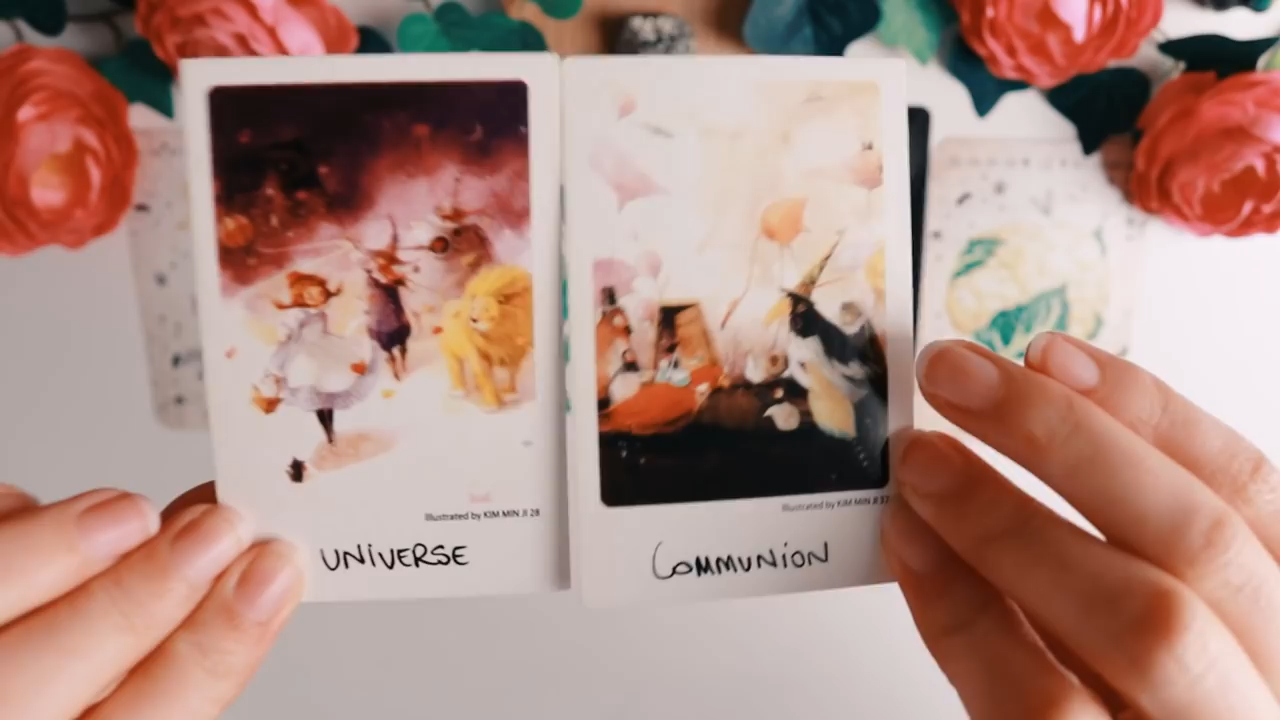 Illustrated by KIM MIN JI 28
UNIVERSE
Illustrated by KIM MIN JI 37
COMMUNION